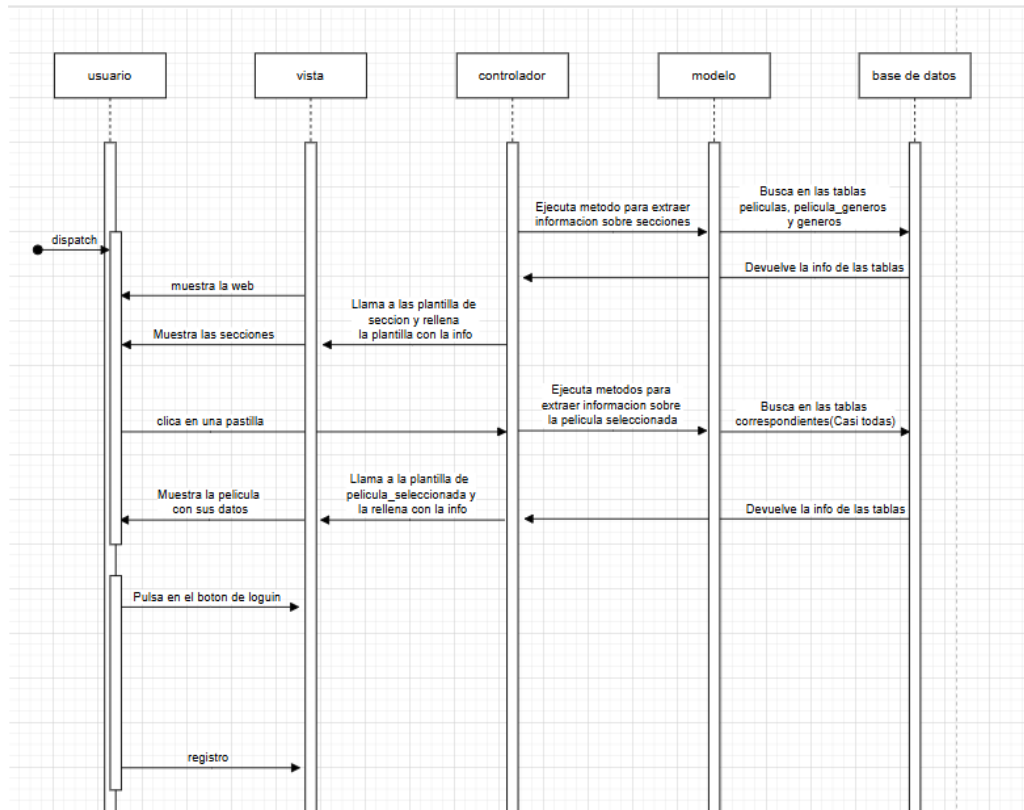 usuario
vista
controlador
modelo
base de datos
dispatch
Ejecuta metodo para extraer
informacion sobre secciones
Busca en las tablas
peliculas, pelicula_generos
y generos
Devuelve la info de las tablas
muestra la web
Llama a las plantilla de
seccion y rellena
la plantilla con la info
Muestra las secciones
clica en una pastilla
Ejecuta metodos para
extraer informacion sobre
la pelicula seleccionada
Busca en las tablas
correspondientes(Casi todas)
Devuelve la info de las tablas
Llama a la plantilla de
pelicula_seleccionada y
la rellena con la info
Muestra la pelicula
con sus datos
Pulsa en el boton de loguin
registro